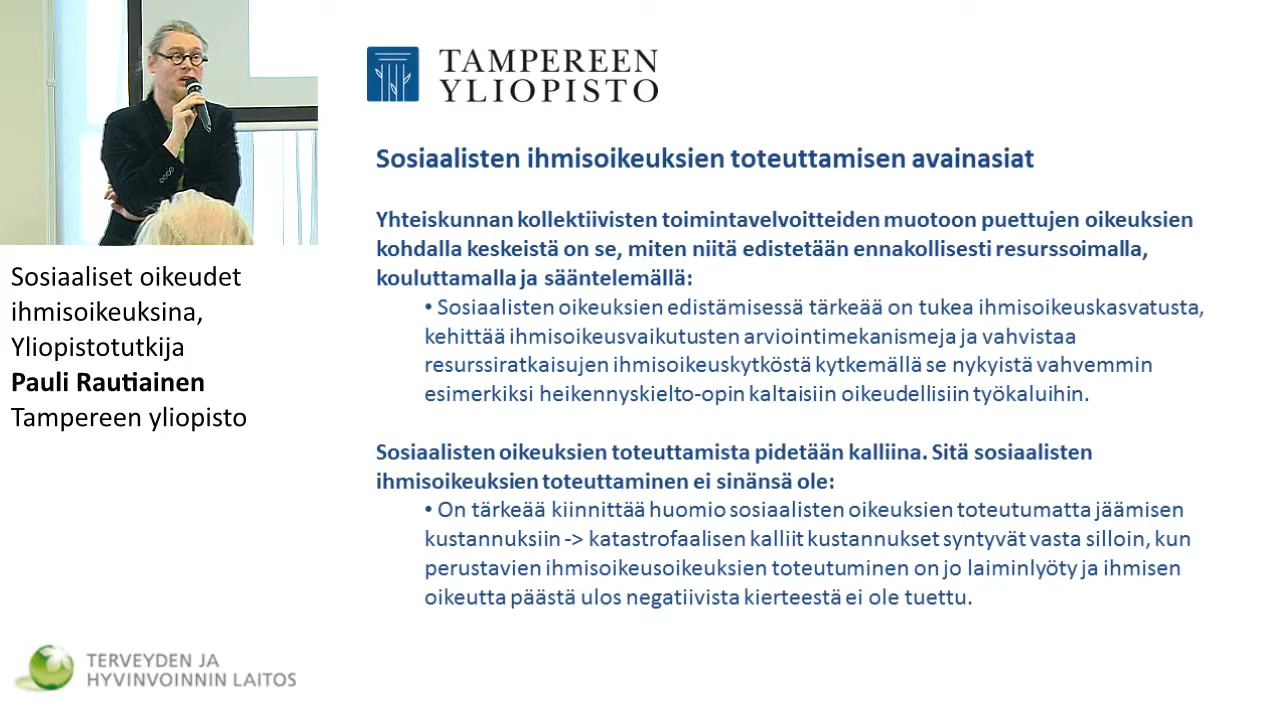 TAMPEREEN
YLIOPISTO
Sosiaalisten ihmisoikeuksien toteuttamisen avainasiat
Yhteiskunnan kollektiivisten toimintavelvoitteiden muotoon puettujen oikeuksien
kohdalla keskeistä on se, miten niitä edistetään ennakollisesti resurssoimalla,
kouluttamalla ja sääntelemällä:
• Sosiaalisten oikeuksien edistämisessä tärkeää on tukea ihmisoikeuskasvatusta,
kehittää ihmisoikeusvaikutusten arviointimekanismeja ja vahvistaa
resurssiratkaisujen ihmisoikeuskytköstä kytkemällä se nykyistä vahvemmin
esimerkiksi heikennyskielto-opin kaltaisiin oikeudellisiin työkaluihin.
Sosiaalisten oikeuksien toteuttamista pidetään kalliina. Sitä sosiaalisten
ihmisoikeuksien toteuttaminen ei sinänsä ole:
• On tärkeää kiinnittää huomio sosiaalisten oikeuksien toteutumatta jäämisen
kustannuksiin -> katastrofaalisen kalliit kustannukset syntyvät vasta silloin, kun
perustavien ihmisoikeusoikeuksien toteutuminen on jo laiminlyöty ja ihmisen
oikeutta päästä ulos negatiivista kierteestä ei ole tuettu.
Sosiaaliset oikeudet
ihmisoikeuksina,
Yliopistotutkija
Pauli Rautiainen
Tampereen yliopisto
TERVEYDEN JA
HYVINVOINNIN LAITOS